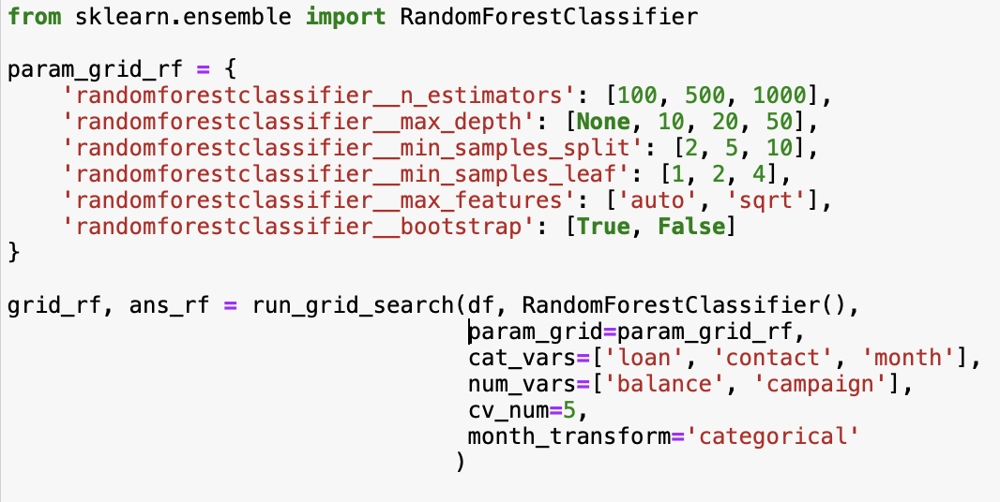 from sklearn.ensemble import RandomForestClassifier
param_grid_rf = {
    'randomforestclassifier__n_estimators': [100, 500, 1000],
    'randomforestclassifier__max_depth': [None, 10, 20, 50],
    'randomforestclassifier__min_samples_split': [2, 5, 10],
    'randomforestclassifier__min_samples_leaf': [1, 2, 4],
    'randomforestclassifier__max_features': ['auto', 'sqrt'],
    'randomforestclassifier__bootstrap': [True, False]
}
grid_rf, ans_rf = run_grid_search(df, RandomForestClassifier(),
                                  param_grid=param_grid_rf,
                                  cat_vars=['loan', 'contact', 'month'],
                                  num_vars=['balance', 'campaign'],
                                  cv_num=5,
                                  month_transform='categorical'
                                 )